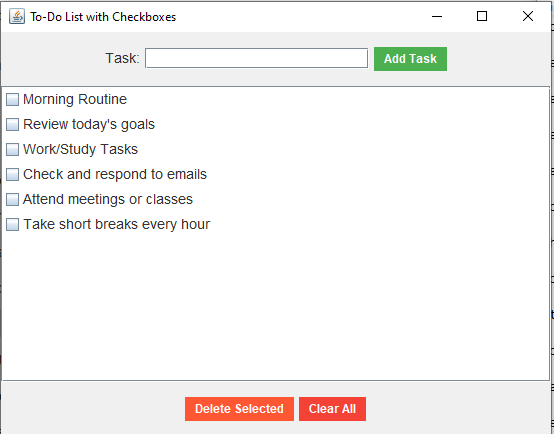 To-Do List with Checkboxes
Task: Add Task
Morning Routine
Review today's goals
Work/Study Tasks
Check and respond to emails
Attend meetings or classes
Take short breaks every hour
Delete Selected Clear All